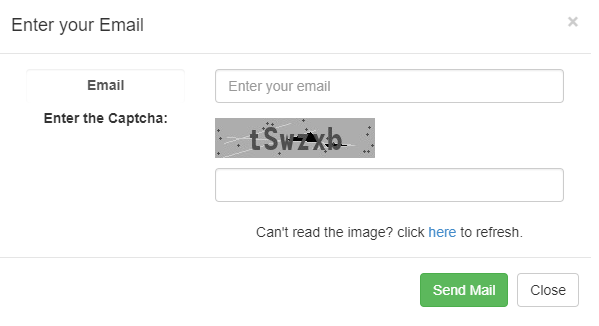 Enter your Email
×
Email
Enter your email
Enter the Captcha:
tSwzxb
Can't read the image? click here to refresh.
Send Mail
Close